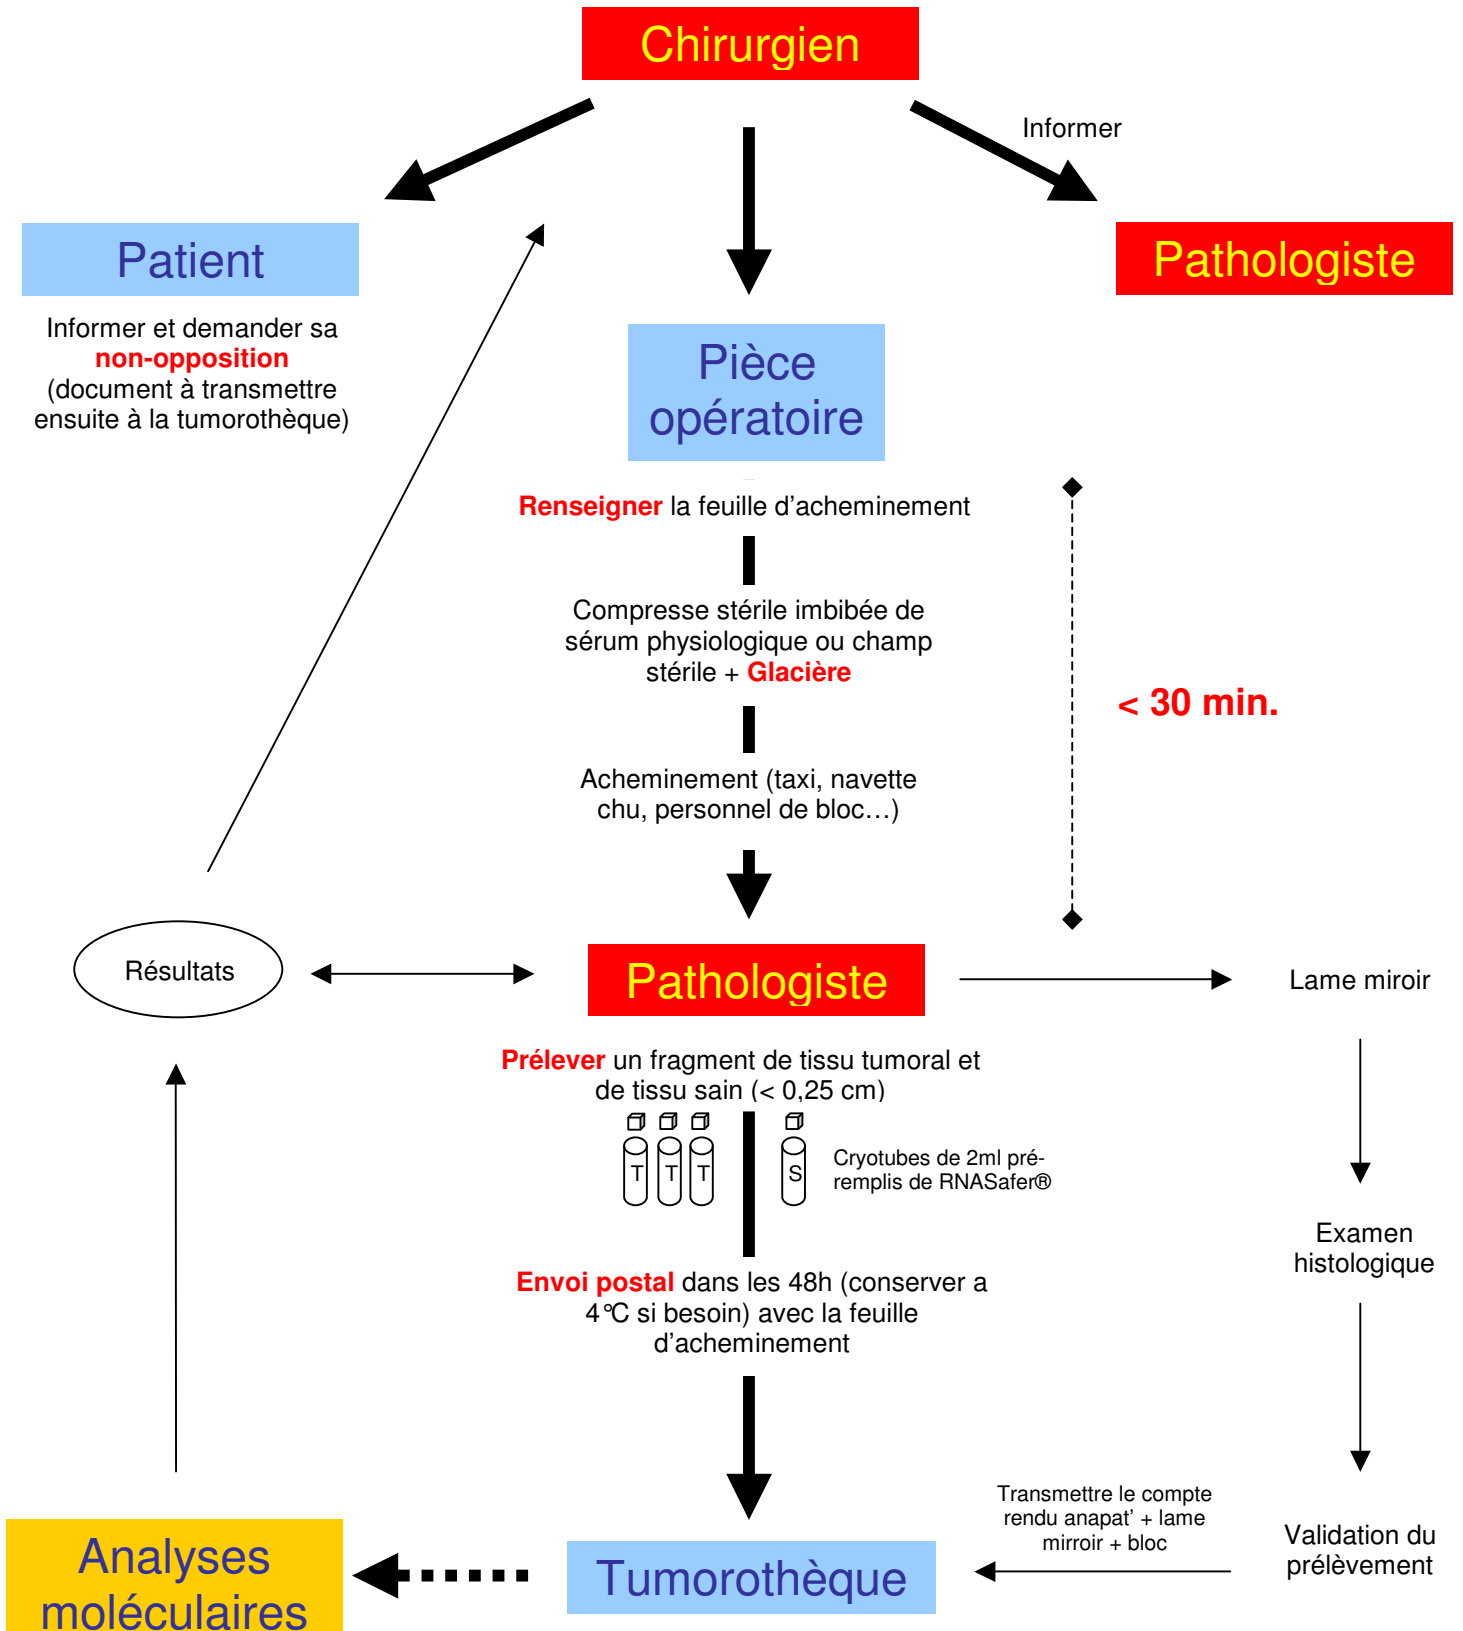 Chirurgien
Informer
Patient
Pathologiste
Informer et demander sa
non-opposition
(document à transmettre
ensuite à la tumorothèque)
Pièce
opératoire
Renseigner la feuille d’acheminement
Compresse stérile imbibée de
sérum physiologique ou champ
stérile + Glacière
< 30 min.
Acheminement (taxi, navette
chu, personnel de bloc…)
Résultats
Pathologiste
Lame miroir
Prélever un fragment de tissu tumoral et
de tissu sain (< 0,25 cm)
T T T S
Cryotubes de 2ml pré-
remplis de RNASafer®
Examen
histologique
Envoi postal dans les 48h (conserver a
4°C si besoin) avec la feuille
d’acheminement
Transmettre le compte
rendu anapat’ + lame
mirroir + bloc
Validation du
prélèvement
Analyses
moléculaires
Tumorothèque